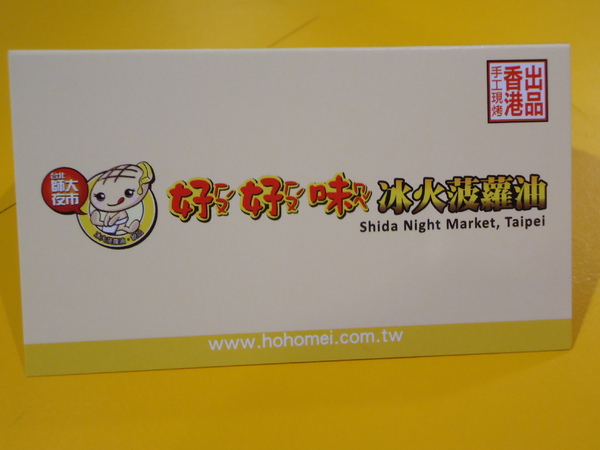 香港出品
手工現烤
台北
師大
夜市
好好味冰火菠蘿油
Shida Night Market, Taipei
www.hohomei.com.tw